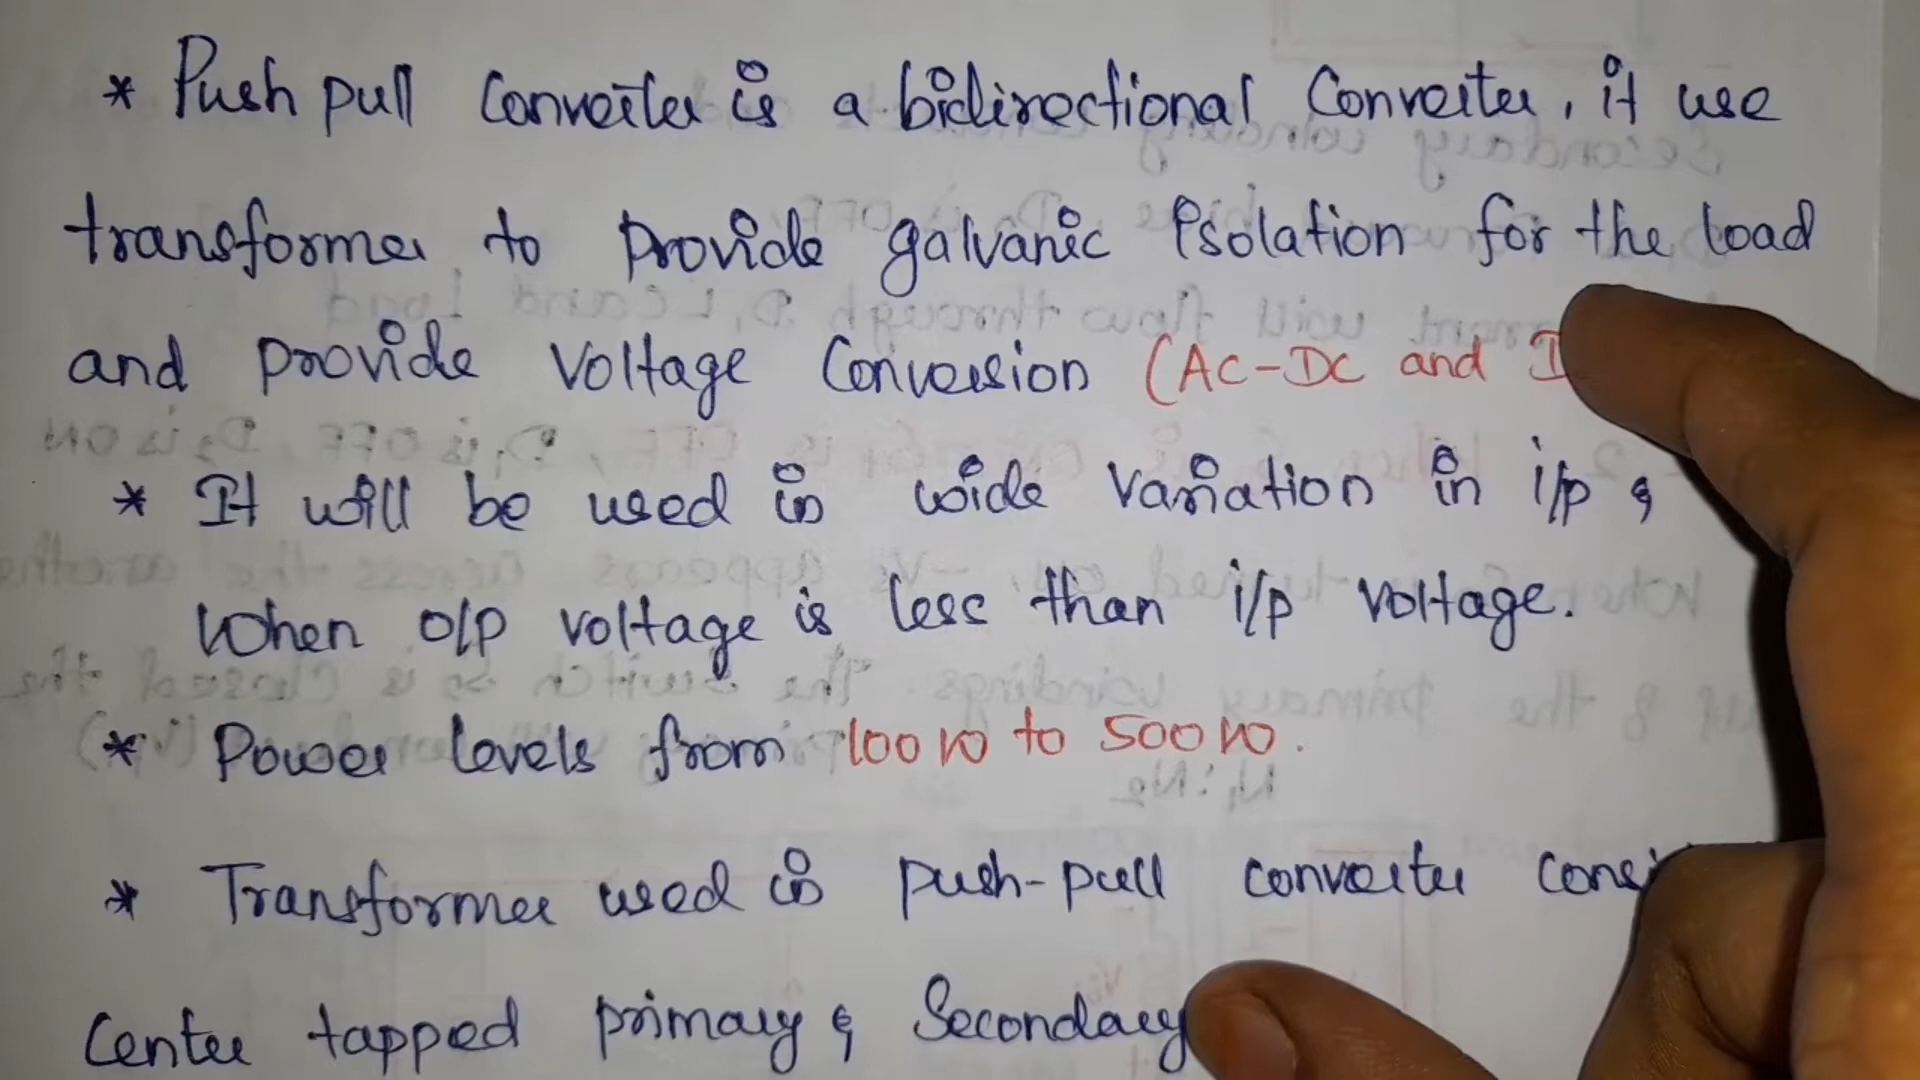 * Push pull Converter is a bidirectional Converter, it use
transformer to provide galvanic isolation for the load
and provide Voltage Conversion (AC-DC and
* It will be used in wide variation in i/p &
When o/p voltage is less than i/p voltage.
* Power levels from 100 W to 500 W.
* Transformer used in push-pull converter
Center tapped primary & Secondary